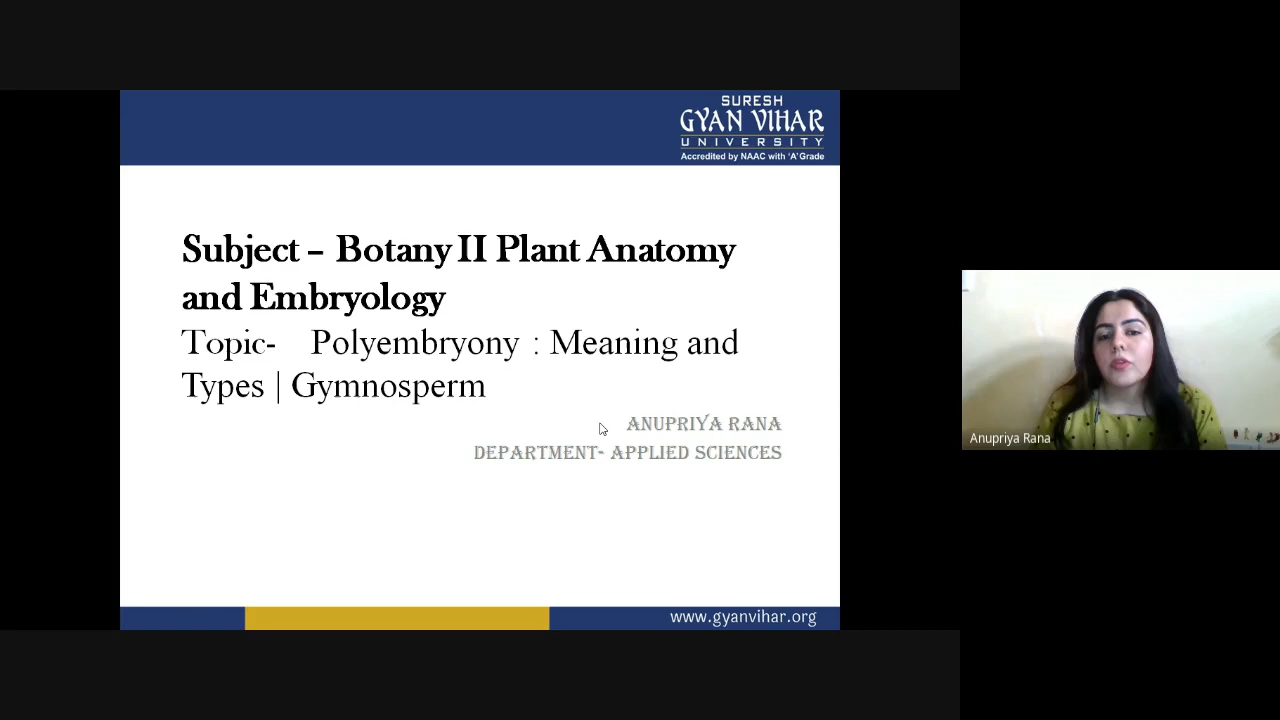 SURESH
GYAN VIHAR
UNIVERSITY
Accredited by NAAC with 'A' Grade
Subject – Botany II Plant Anatomy
and Embryology
Topic- Polyembryony : Meaning and
Types | Gymnosperm
ANUPRIYA RANA
DEPARTMENT- APPLIED SCIENCES
www.gyanvihar.org
Anupriya Rana